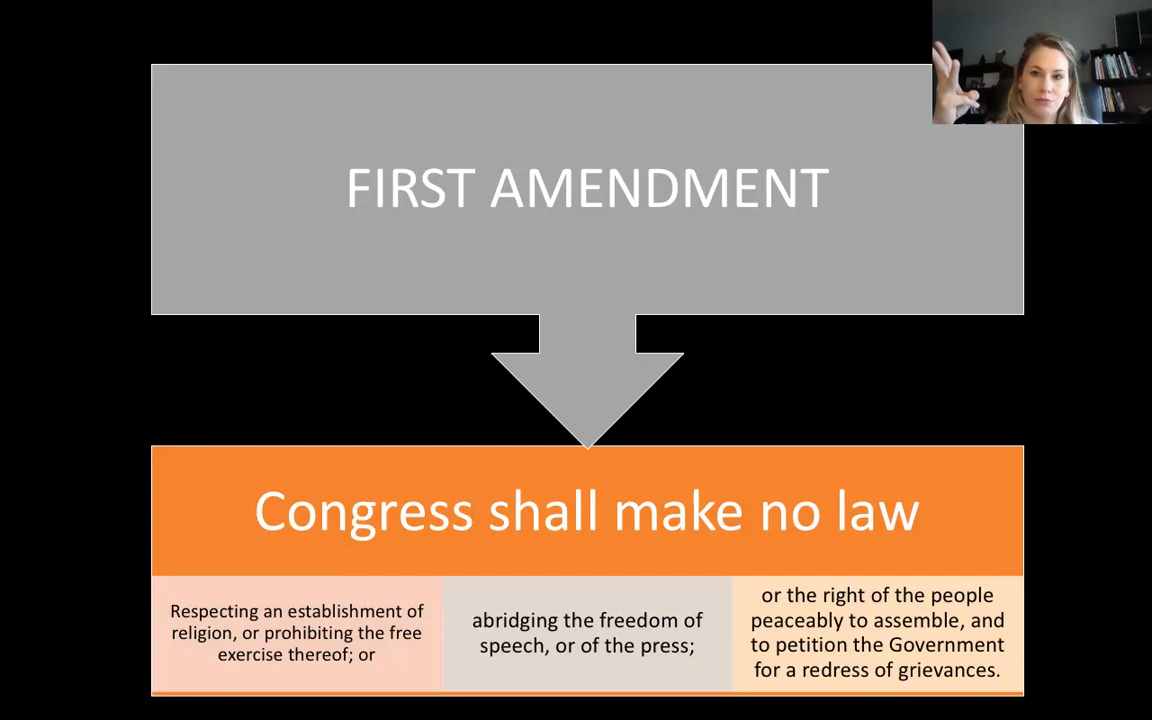 FIRST AMENDMENT
Congress shall make no law
Respecting an establishment of
religion, or prohibiting the free
exercise thereof; or
abridging the freedom of
speech, or of the press;
or the right of the people
peaceably to assemble, and
to petition the Government
for a redress of grievances.